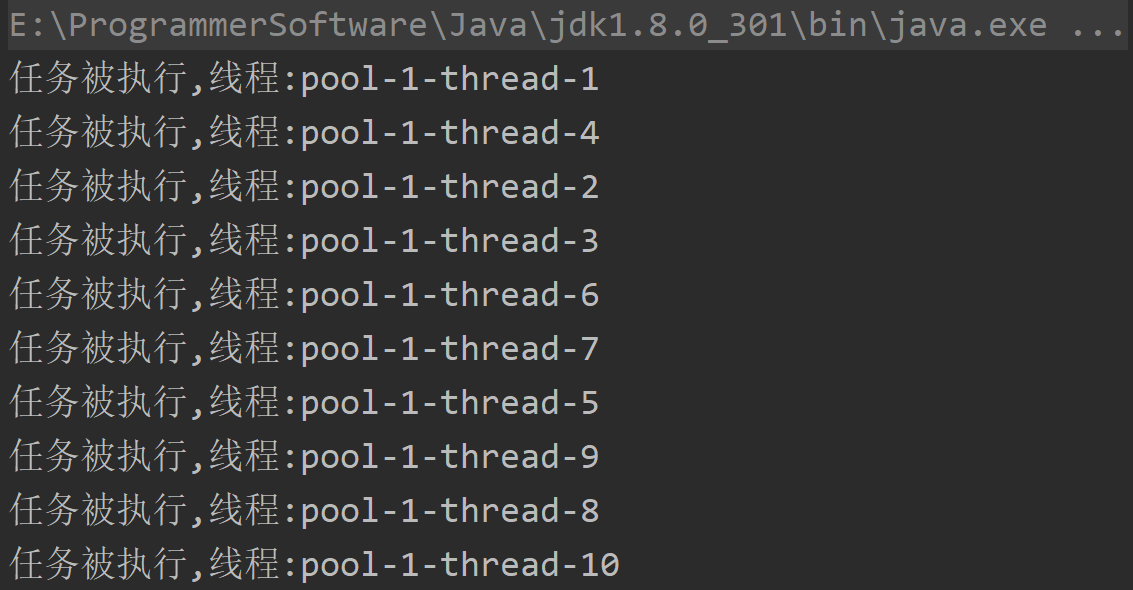 E:\ProgrammerSoftware\Java\jdk1.8.0_301\bin\java.exe ...
任务被执行,线程:pool-1-thread-1
任务被执行,线程:pool-1-thread-4
任务被执行,线程:pool-1-thread-2
任务被执行,线程:pool-1-thread-3
任务被执行,线程:pool-1-thread-6
任务被执行,线程:pool-1-thread-7
任务被执行,线程:pool-1-thread-5
任务被执行,线程:pool-1-thread-9
任务被执行,线程:pool-1-thread-8
任务被执行,线程:pool-1-thread-10